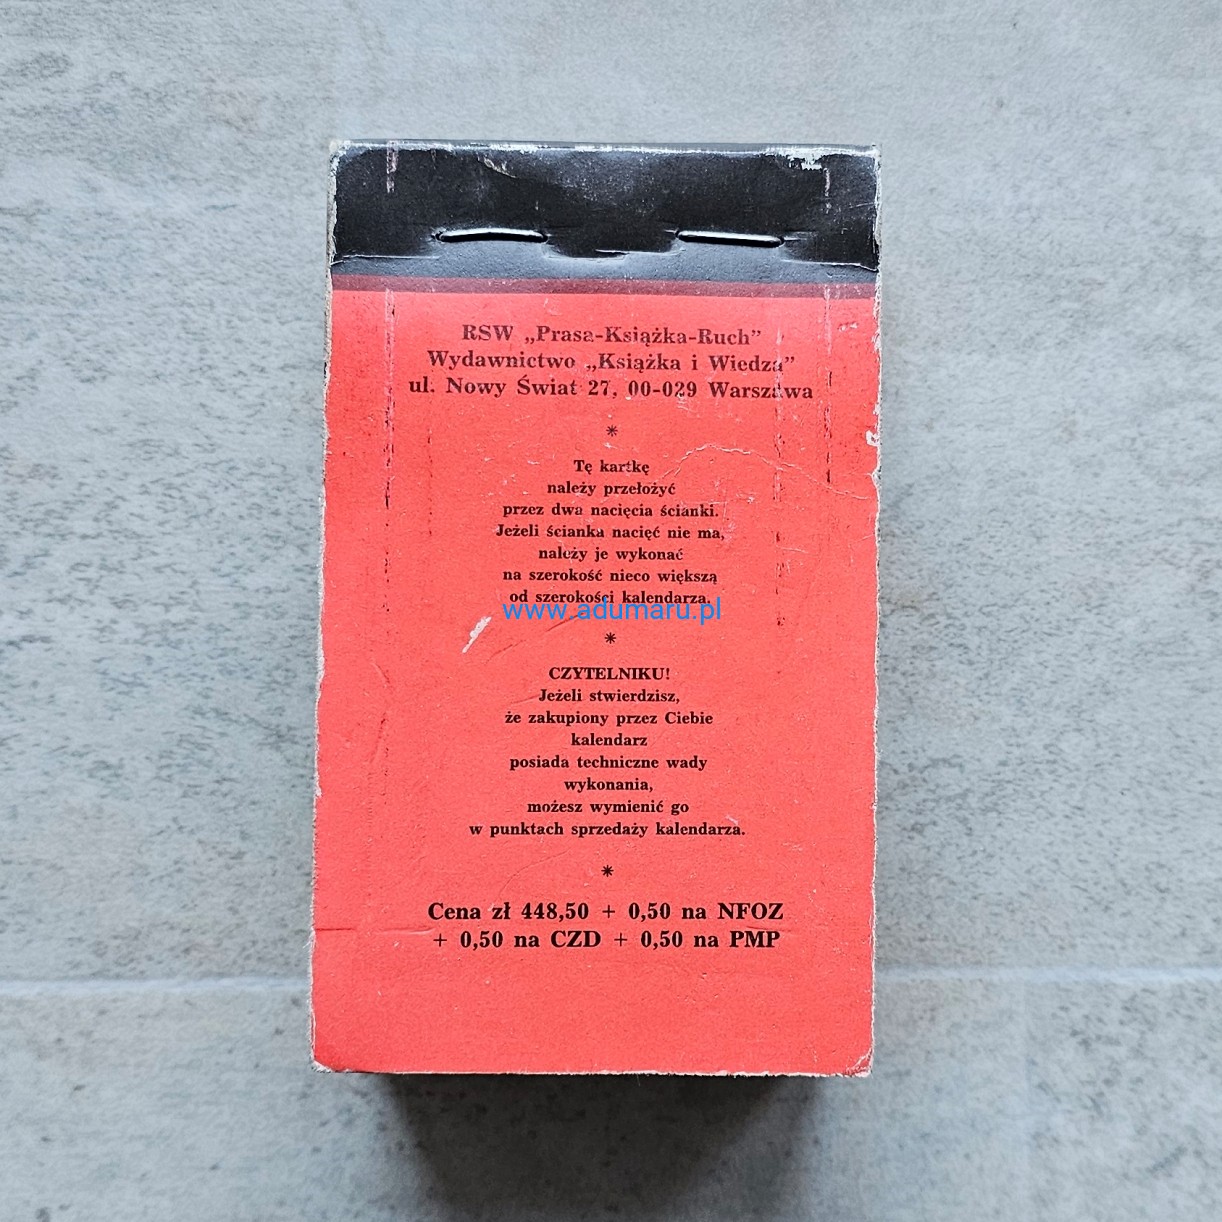 RSW „Prasa-Książka-Ruch”
Wydawnictwo „Książka i Wiedza”
ul. Nowy Świat 27, 00-029 Warszawa
*
Tę kartkę
należy przełożyć
przez dwa nacięcia ścianki.
Jeżeli ścianka nacięć nie ma,
należy je wykonać
na szerokość nieco większą
od szerokości kalendarza.
www.adumaru.pl
*
CZYTELNIKU!
Jeżeli stwierdzisz,
że zakupiony przez Ciebie
kalendarz
posiada techniczne wady
wykonania,
możesz wymienić go
w punktach sprzedaży kalendarza.
*
Cena zł 448,50 + 0,50 na NFOZ
+ 0,50 na CZD + 0,50 na PMP